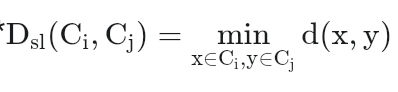 *D_sl(C_i, C_j) = min_{x∈C_i,y∈C_j} d(x, y)